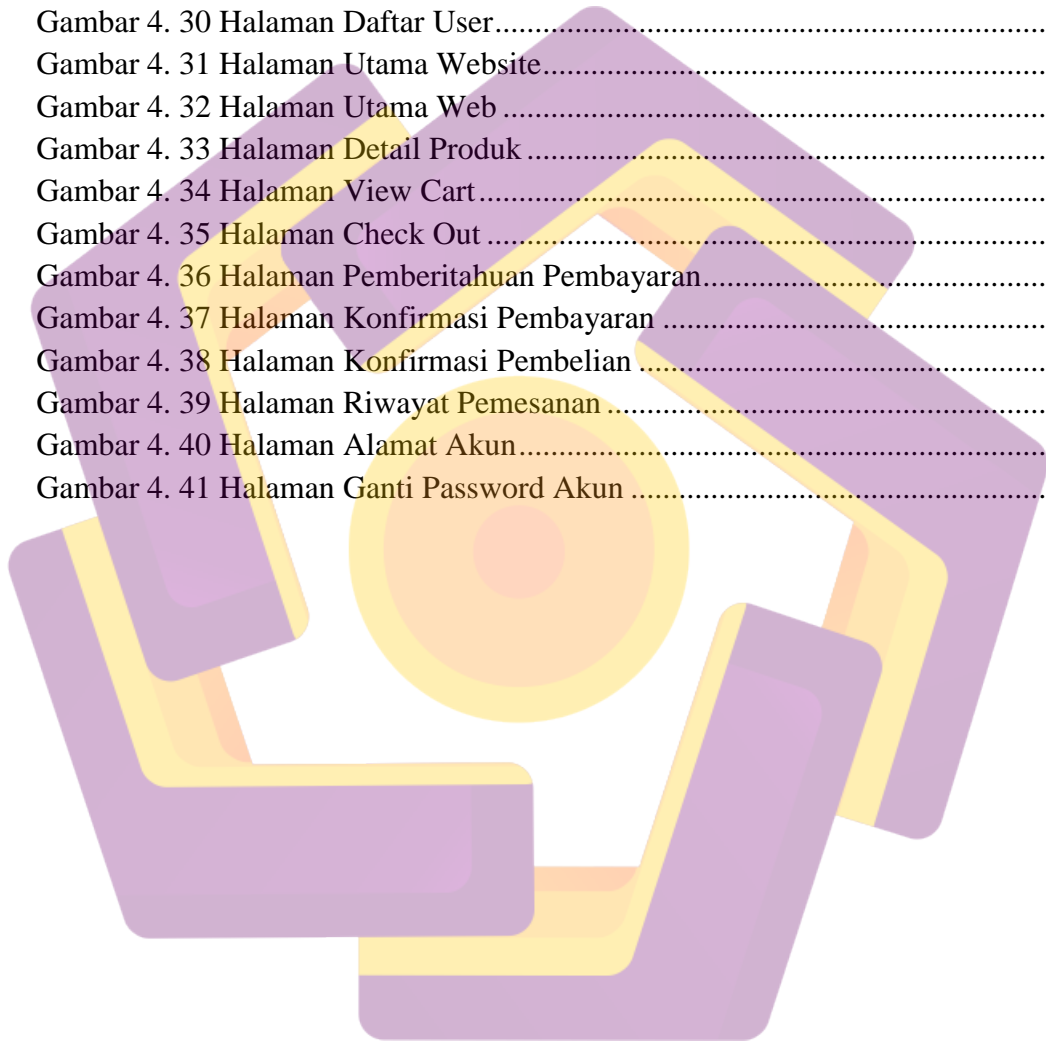 Gambar 4. 30 Halaman Daftar User..........................................................................
Gambar 4. 31 Halaman Utama Website....................................................................
Gambar 4. 32 Halaman Utama Web .........................................................................
Gambar 4. 33 Halaman Detail Produk ......................................................................
Gambar 4. 34 Halaman View Cart............................................................................
Gambar 4. 35 Halaman Check Out ...........................................................................
Gambar 4. 36 Halaman Pemberitahuan Pembayaran..............................................
Gambar 4. 37 Halaman Konfirmasi Pembayaran ...................................................
Gambar 4. 38 Halaman Konfirmasi Pembelian ......................................................
Gambar 4. 39 Halaman Riwayat Pemesanan ..........................................................
Gambar 4. 40 Halaman Alamat Akun......................................................................
Gambar 4. 41 Halaman Ganti Password Akun .......................................................